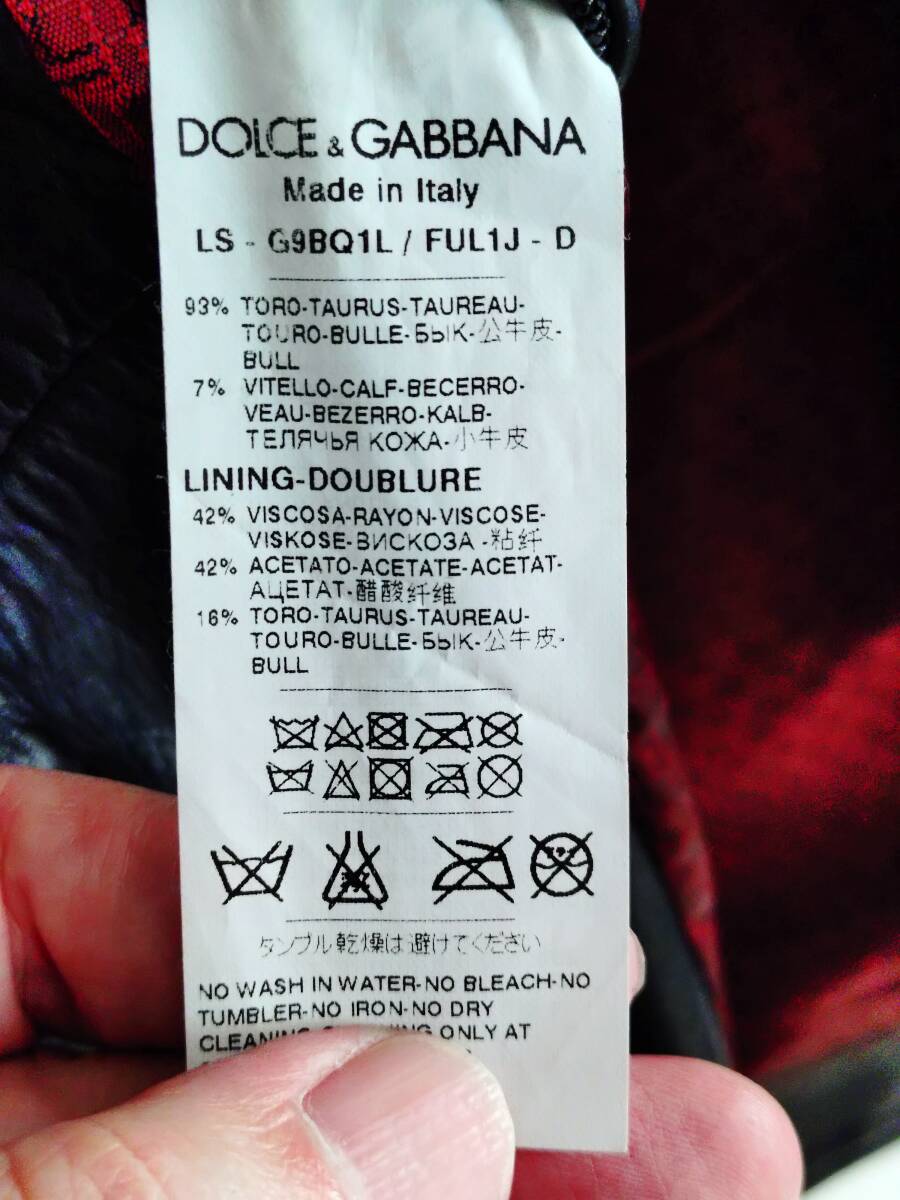 DOLCE & GABBANA
Made in Italy
LS - G9BQ1L / FUL1J - D
93% TORO-TAURUS-TAUREAU-
TOURO-BULLE-БЫК-公牛皮-
BULL
7% VITELLO-CALF-BECERRO-
VEAU-BEZERRO-KALB-
ТЕЛЯЧЬЯ КОЖА-小牛皮
LINING-DOUBLURE
42% VISCOSA-RAYON-VISCOSE-
VISKOSE-ВИСКОЗА -粘纤
42% ACETATO-ACETATE-ACETAT-
АЦЕТАТ-醋酸纤维
16% TORO-TAURUS-TAUREAU-
TOURO-BULLE-БЫК-公牛皮-
BULL
タンブル乾燥は避けてください
NO WASH IN WATER-NO BLEACH-NO
TUMBLER-NO IRON-NO DRY
CLEANING ONLY AT